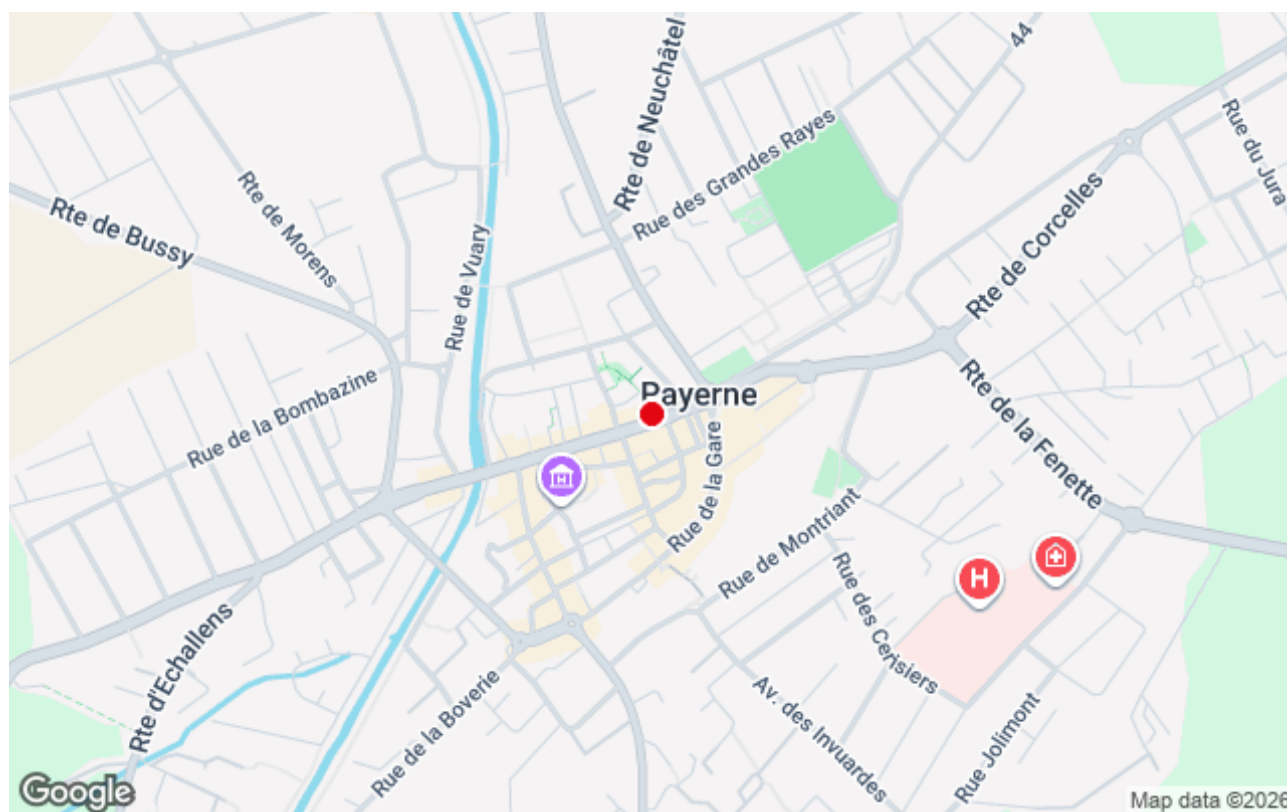 44
Rte de Neuchâtel
Rue des Grandes Rayes
Rue du Jura
Rte de Bussy
Rte de Morens
Rue de Vuary
Rte de Corcelles
Rue de la Bombazine
Payerne
Rte de la Fenette
Rue de la Gare
Rue de Montriant
H
Rue des Cerisiers
Rte d'Echallens
Rue de la Boverie
Av. des Invuardes
Rue Jolimont
Google
Map data ©2026